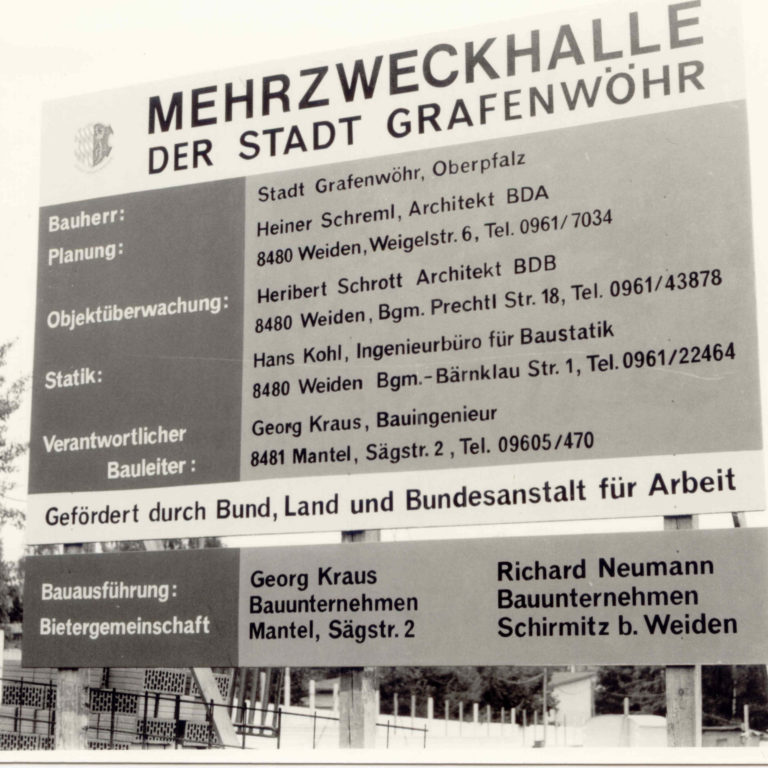 MEHRZWECKHALLE
DER STADT GRAFENWÖHR
Bauherr: Stadt Grafenwöhr, Oberpfalz
Planung: Heiner Schreml, Architekt BDA
8480 Weiden, Weigelstr. 6, Tel. 0961/7034
Objektüberwachung: Heribert Schrott Architekt BDB
8480 Weiden, Bgm. Prechtl Str. 18, Tel. 0961/43878
Statik: Hans Kohl, Ingenieurbüro für Baustatik
8480 Weiden Bgm.-Bärnklau Str. 1, Tel. 0961/22464
Verantwortlicher Georg Kraus, Bauingenieur
Bauleiter: 8481 Mantel, Sägstr. 2, Tel. 09605/470
Gefördert durch Bund, Land und Bundesanstalt für Arbeit
Bauausführung:
Bietergemeinschaft
Georg Kraus
Bauunternehmen
Mantel, Sägstr. 2
Richard Neumann
Bauunternehmen
Schirmitz b. Weiden